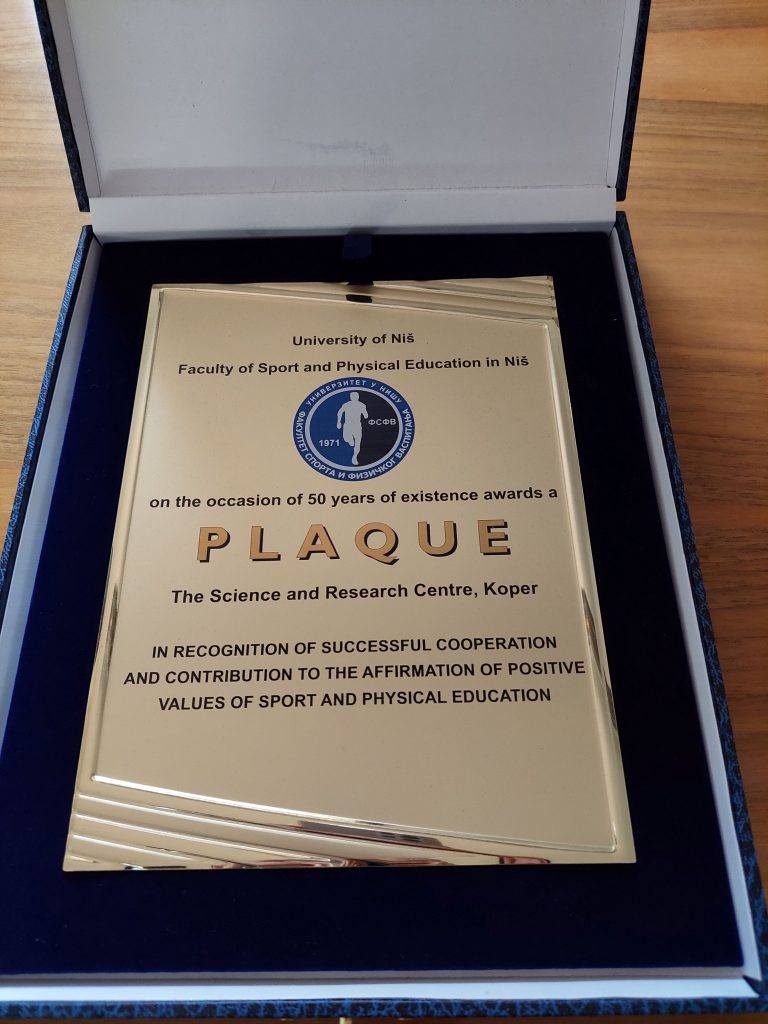 University of Niš
Faculty of Sport and Physical Education in Niš
УНИВЕРЗИТЕТ У НИШУ
ФСФВ
1971
ФАКУЛТЕТ СПОРТА И ФИЗИЧКОГ ВАСПИТАЊА
on the occasion of 50 years of existence awards a
PLAQUE
The Science and Research Centre, Koper
IN RECOGNITION OF SUCCESSFUL COOPERATION
AND CONTRIBUTION TO THE AFFIRMATION OF POSITIVE
VALUES OF SPORT AND PHYSICAL EDUCATION